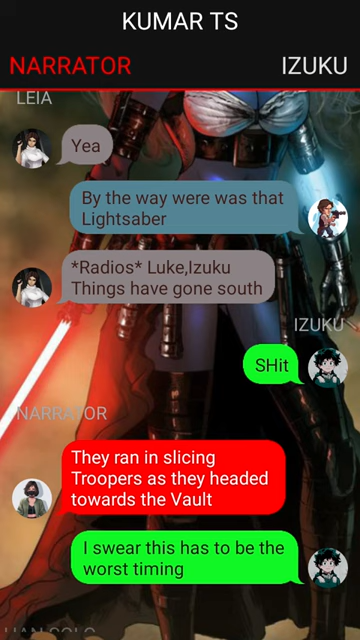 KUMAR TS
NARRATOR
IZUKU
LEIA
Yea
By the way were was that
Lightsaber
*Radios* Luke,Izuku
Things have gone south
IZUKU
SHit
NARRATOR
They ran in slicing
Troopers as they headed
towards the Vault
I swear this has to be the
worst timing
HAN SOLO